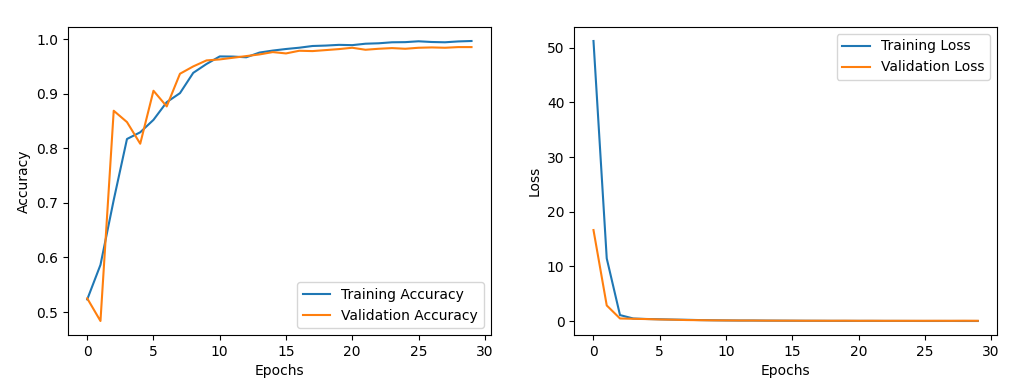 1.0
0.9
0.8
0.7
0.6
0.5
Accuracy
0 5 10 15 20 25 30
Epochs
Training Accuracy
Validation Accuracy
50
40
30
20
10
0
Loss
0 5 10 15 20 25 30
Epochs
Training Loss
Validation Loss